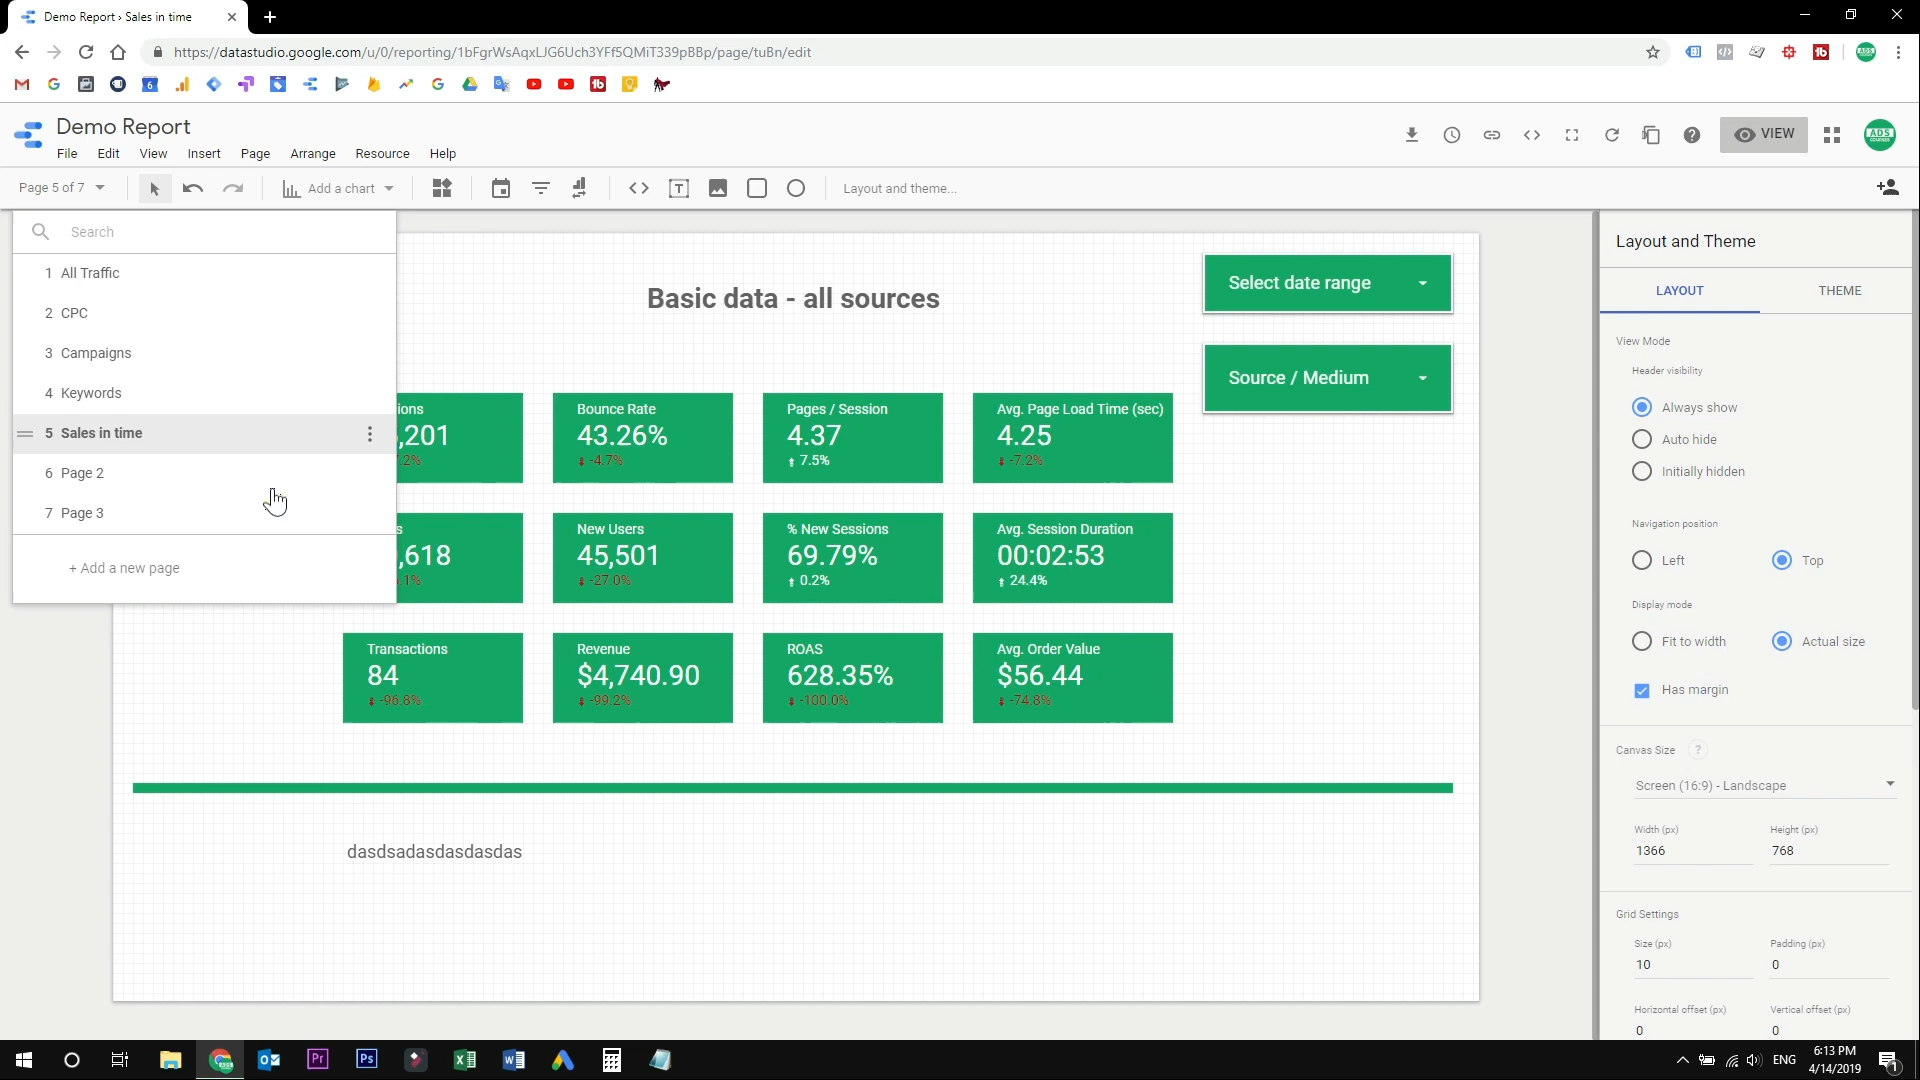 Demo Report › Sales in time
https://datastudio.google.com/u/0/reporting/1bFgrWsAqxLJG6Uch3YFf5QMiT339pBBp/page/tuBn/edit
Demo Report
File Edit View Insert Page Arrange Resource Help
VIEW
ADS
Page 5 of 7
Add a chart
Layout and theme...
Search
1 All Traffic
2 CPC
3 Campaigns
4 Keywords
5 Sales in time
6 Page 2
7 Page 3
+ Add a new page
Basic data - all sources
Select date range
Source / Medium
ions
,201
.2%
Bounce Rate
43.26%
-4.7%
Pages / Session
4.37
7.5%
Avg. Page Load Time (sec)
4.25
-7.2%
s
,618
.1%
New Users
45,501
-27.0%
% New Sessions
69.79%
0.2%
Avg. Session Duration
00:02:53
24.4%
Transactions
84
-96.8%
Revenue
$4,740.90
-99.2%
ROAS
628.35%
-100.0%
Avg. Order Value
$56.44
-74.8%
dasdsadasdasdasdas
Layout and Theme
LAYOUT THEME
View Mode
Header visibility
Always show
Auto hide
Initially hidden
Navigation position
Left Top
Display mode
Fit to width Actual size
Has margin
Canvas Size ?
Screen (16:9) - Landscape
Width (px) Height (px)
1366 768
Grid Settings
Size (px) Padding (px)
10 0
Horizontal offset (px) Vertical offset (px)
0 0
Pr
Ps
ENG
6:13 PM
4/14/2019
1